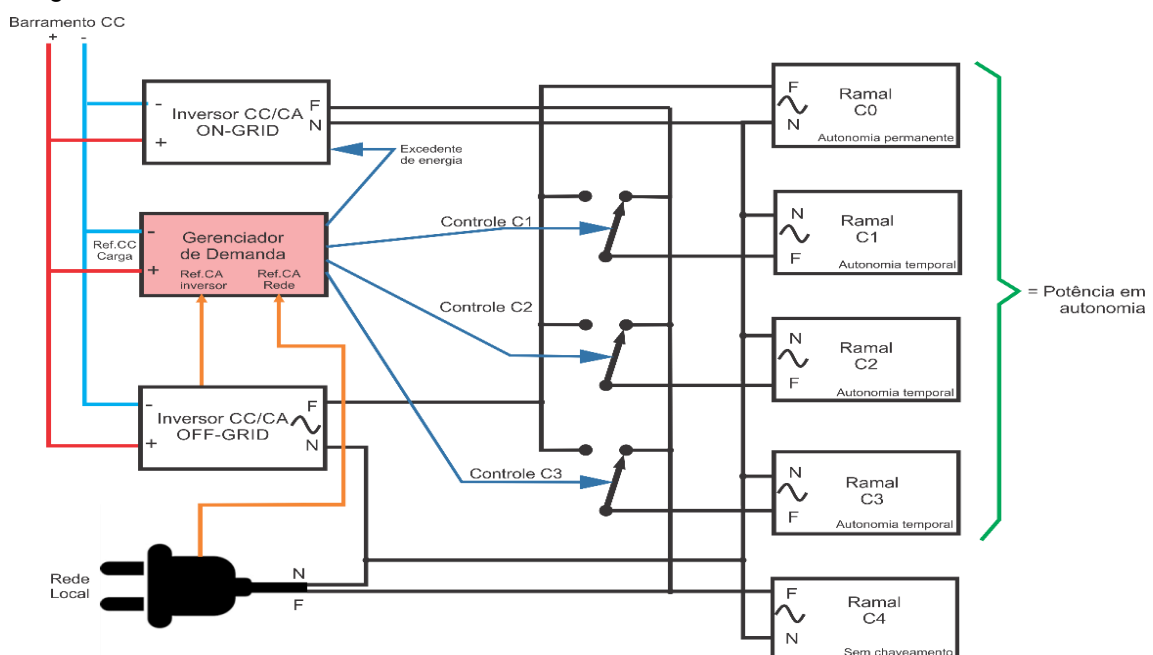 Barramento CC
+ -
Inversor CC/CA
ON-GRID
-
+
F
N
Excedente
de energia
Gerenciador
de Demanda
Ref.CC
Carga
-
+
Ref.CA
inversor
Ref.CA
Rede
Inversor CC/CA
OFF-GRID
-
+
F
N
Rede
Local
N
F
Controle C1
Controle C2
Controle C3
F
N
Ramal
C0
Autonomia permanente
N
F
Ramal
C1
Autonomia temporal
N
F
Ramal
C2
Autonomia temporal
N
F
Ramal
C3
Autonomia temporal
F
N
Ramal
C4
Sem chaveamento
= Potência em
autonomia